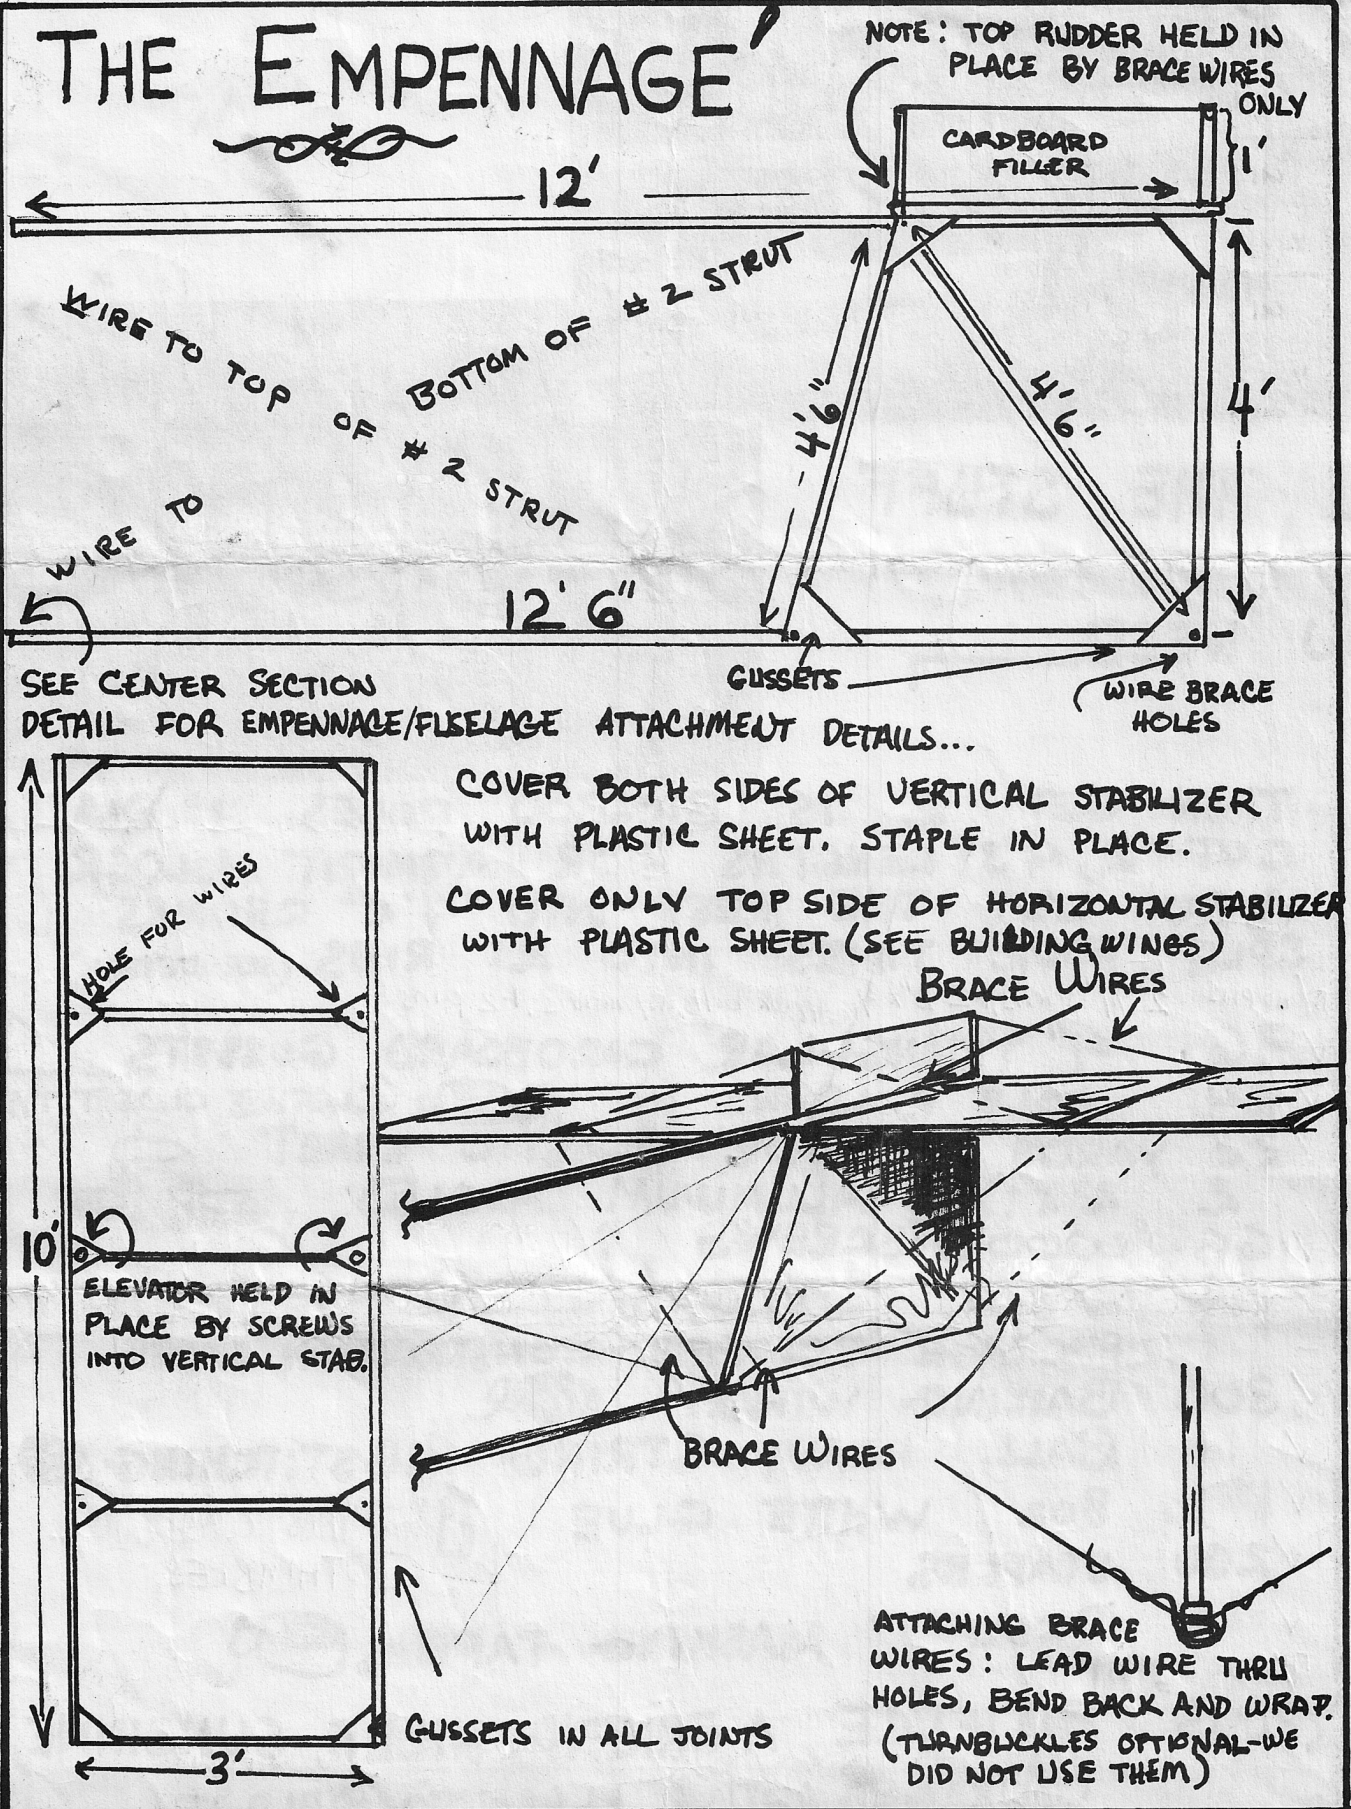 THE EMPENNAGE'
NOTE: TOP RUDDER HELD IN
PLACE BY BRACE WIRES
ONLY
CARDBOARD
FILLER
1'
12'
WIRE TO TOP OF #2 STRUT
WIRE TO BOTTOM OF #2 STRUT
4'6"
4'6"
4'
12' 6"
GUSSETS
WIRE BRACE
HOLES
SEE CENTER SECTION
DETAIL FOR EMPENNAGE/FUSELAGE ATTACHMENT DETAILS...
COVER BOTH SIDES OF VERTICAL STABILIZER
WITH PLASTIC SHEET. STAPLE IN PLACE.
COVER ONLY TOP SIDE OF HORIZONTAL STABILIZER
WITH PLASTIC SHEET. (SEE BUILDING WINGS)
HOLE FOR WIRES
BRACE WIRES
10'
ELEVATOR HELD IN
PLACE BY SCREWS
INTO VERTICAL STAB.
BRACE WIRES
ATTACHING BRACE
WIRES: LEAD WIRE THRU
HOLES, BEND BACK AND WRAP.
(TURNBUCKLES OPTIONAL-WE
DID NOT USE THEM)
GUSSETS IN ALL JOINTS
3'